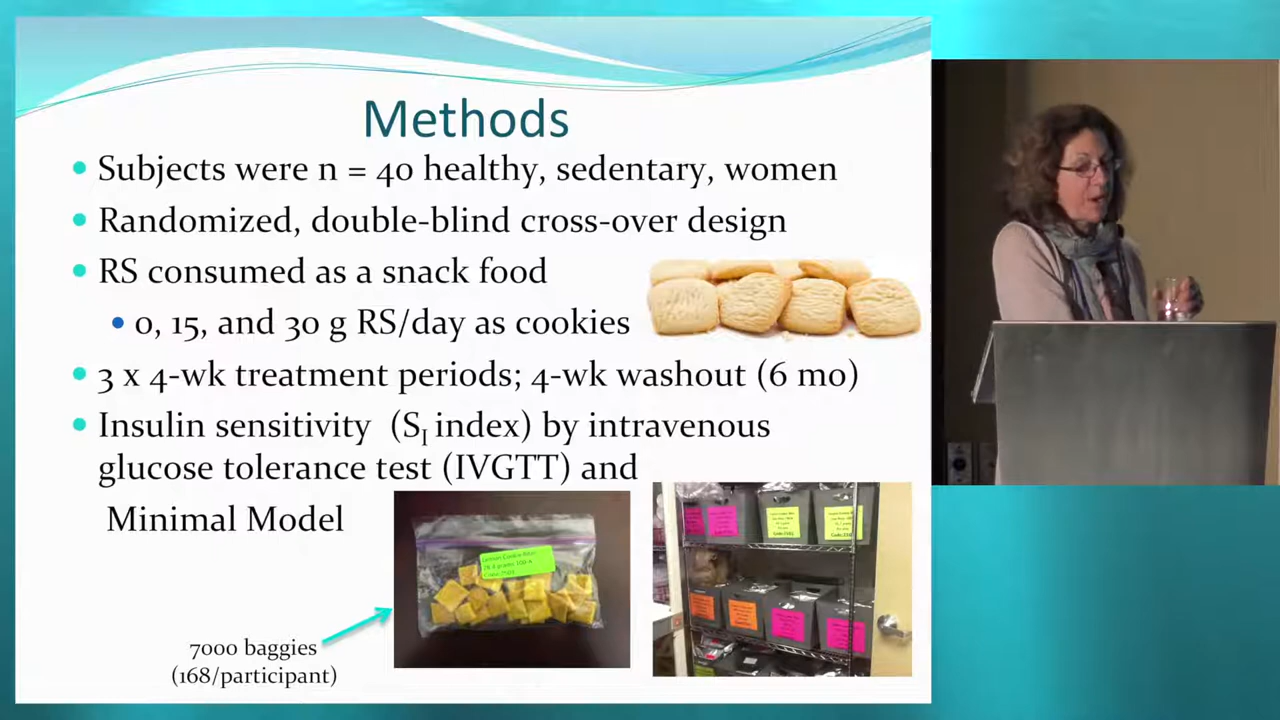 Methods
• Subjects were n = 40 healthy, sedentary, women
• Randomized, double-blind cross-over design
• RS consumed as a snack food
• 0, 15, and 30 g RS/day as cookies
• 3 x 4-wk treatment periods; 4-wk washout (6 mo)
• Insulin sensitivity (SI index) by intravenous
glucose tolerance test (IVGTT) and
Minimal Model
7000 baggies
(168/participant)